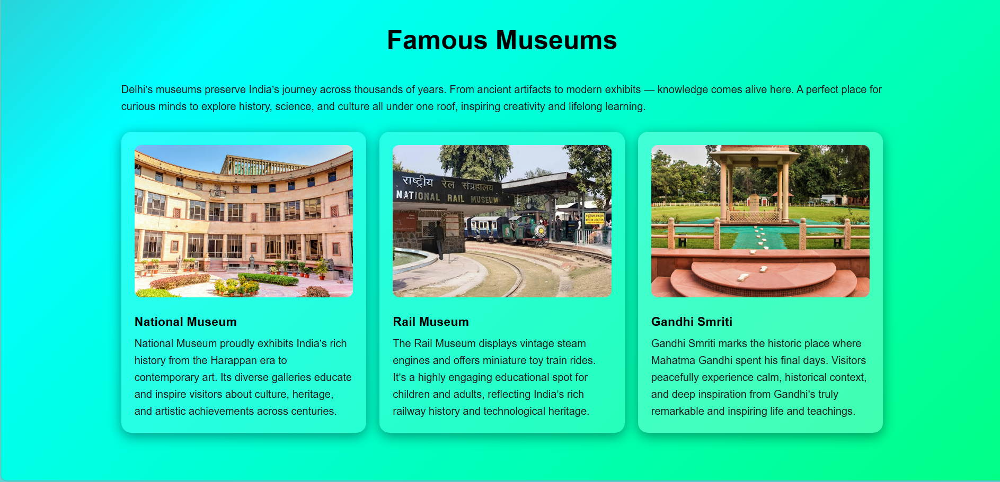 Famous Museums
Delhi’s museums preserve India’s journey across thousands of years. From ancient artifacts to modern exhibits — knowledge comes alive here. A perfect place for
curious minds to explore history, science, and culture all under one roof, inspiring creativity and lifelong learning.
राष्ट्रीय रेल संग्रहालय
NATIONAL RAIL MUSEUM
National Museum
National Museum proudly exhibits India’s rich
history from the Harappan era to
contemporary art. Its diverse galleries educate
and inspire visitors about culture, heritage,
and artistic achievements across centuries.
Rail Museum
The Rail Museum displays vintage steam
engines and offers miniature toy train rides.
It’s a highly engaging educational spot for
children and adults, reflecting India’s rich
railway history and technological heritage.
Gandhi Smriti
Gandhi Smriti marks the historic place where
Mahatma Gandhi spent his final days. Visitors
peacefully experience calm, historical context,
and deep inspiration from Gandhi’s truly
remarkable and inspiring life and teachings.